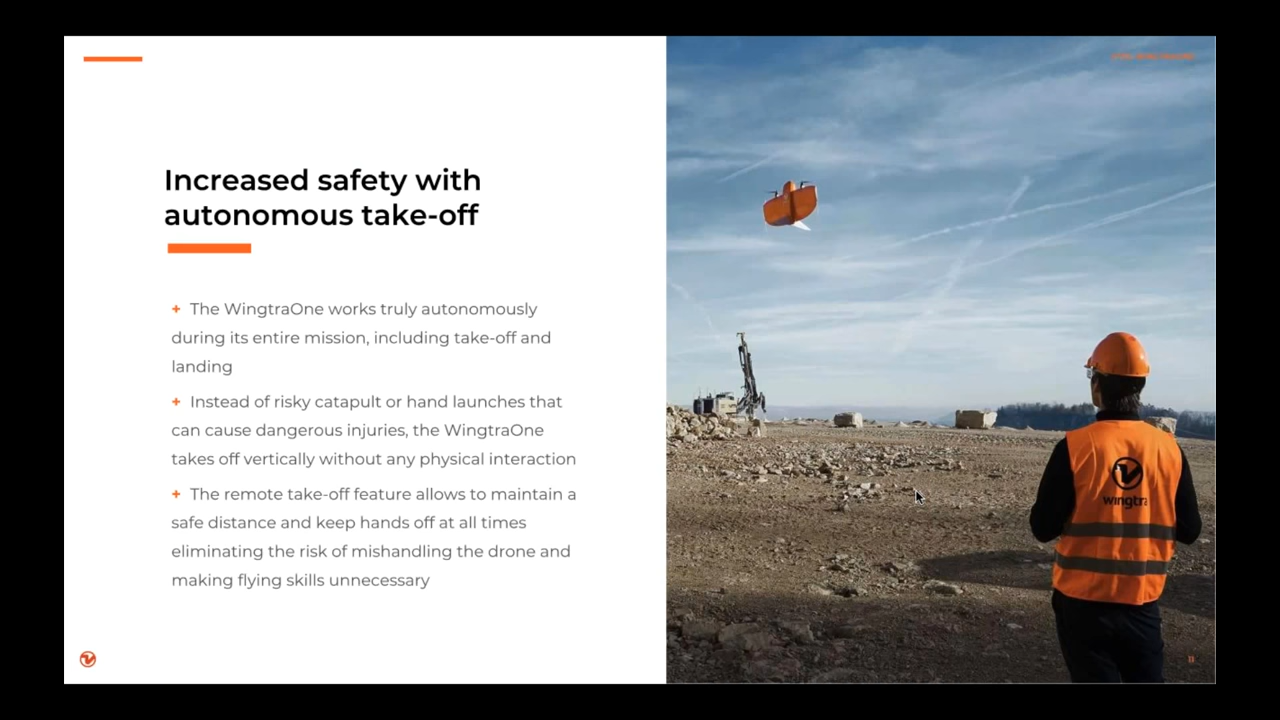 Increased safety with
autonomous take-off
+ The WingtraOne works truly autonomously
during its entire mission, including take-off and
landing
+ Instead of risky catapult or hand launches that
can cause dangerous injuries, the WingtraOne
takes off vertically without any physical interaction
+ The remote take-off feature allows to maintain a
safe distance and keep hands off at all times
eliminating the risk of mishandling the drone and
making flying skills unnecessary
wingtra
11